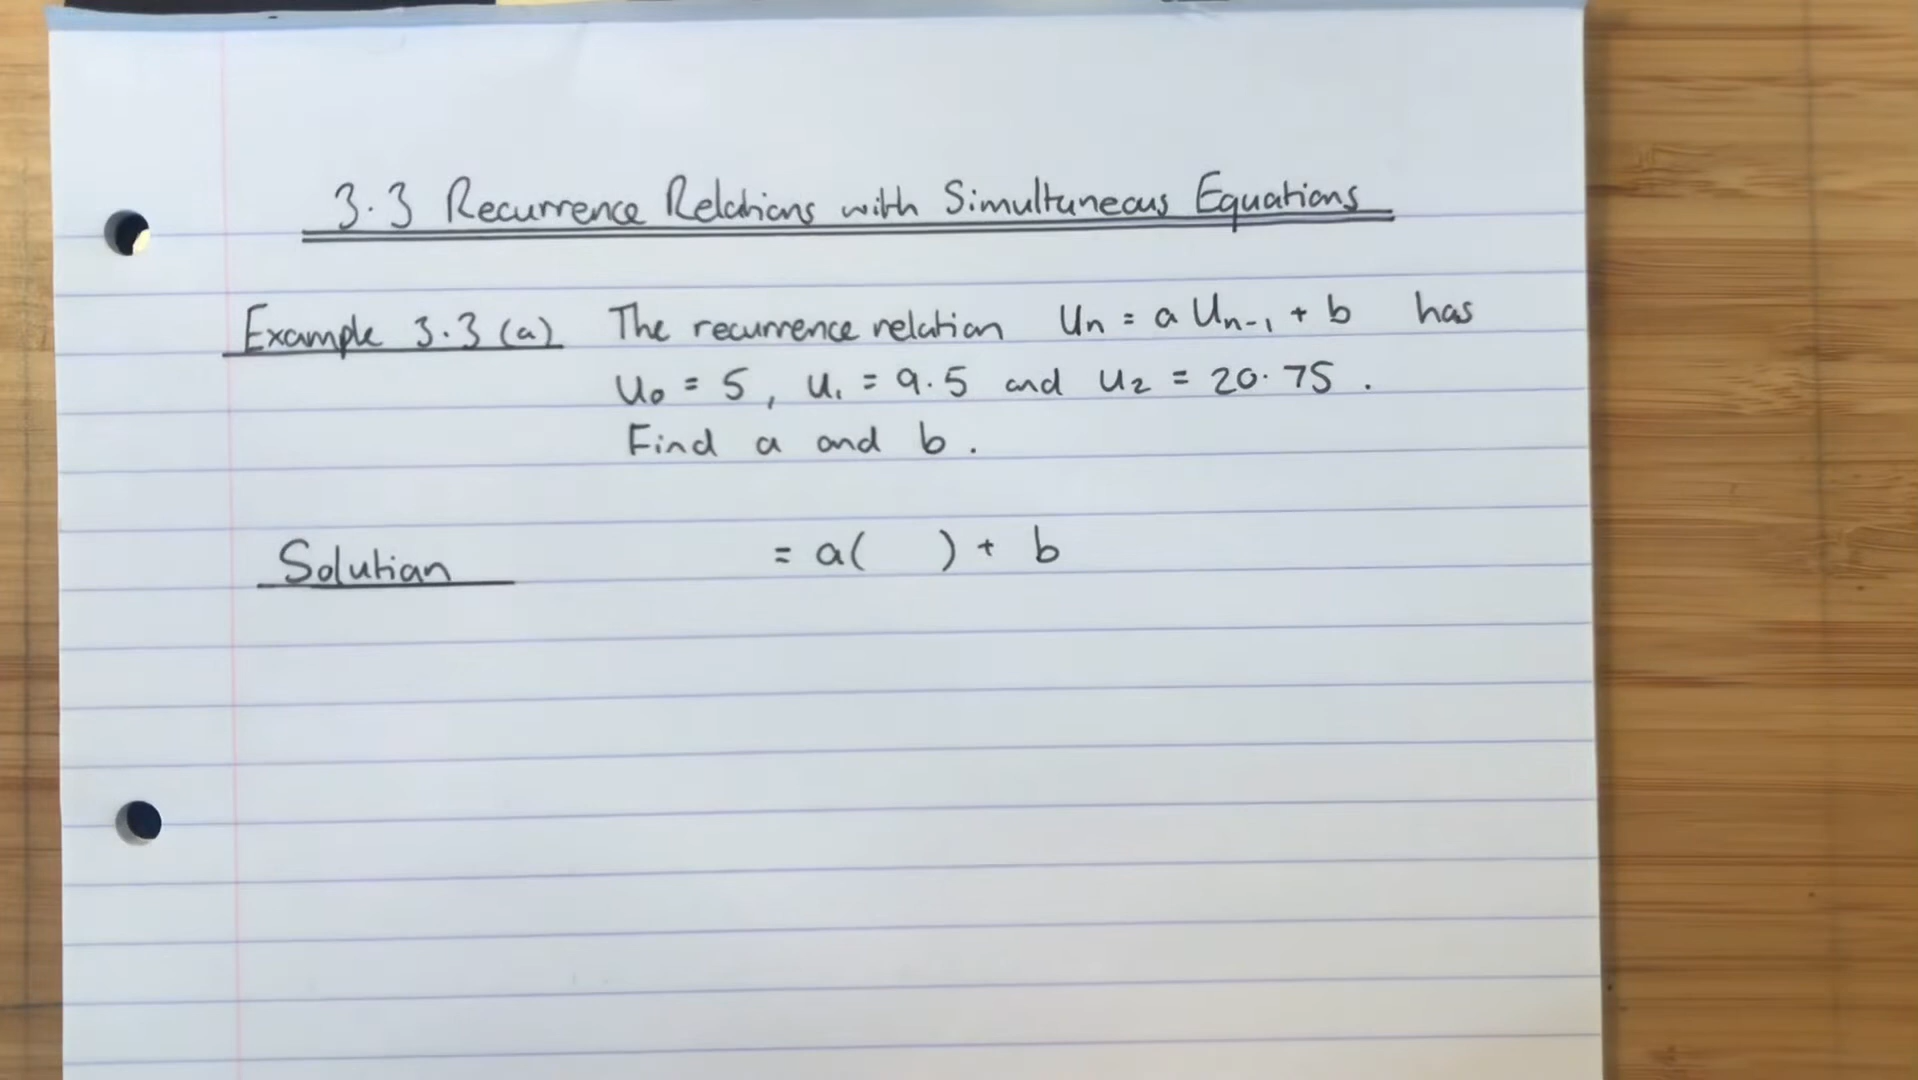 3.3 Recurrence Relations with Simultaneous Equations
Example 3.3 (a) The recurrence relation Un = a Un-1 + b has
U0 = 5, U1 = 9.5 and U2 = 20.75.
Find a and b.
Solution = a( ) + b